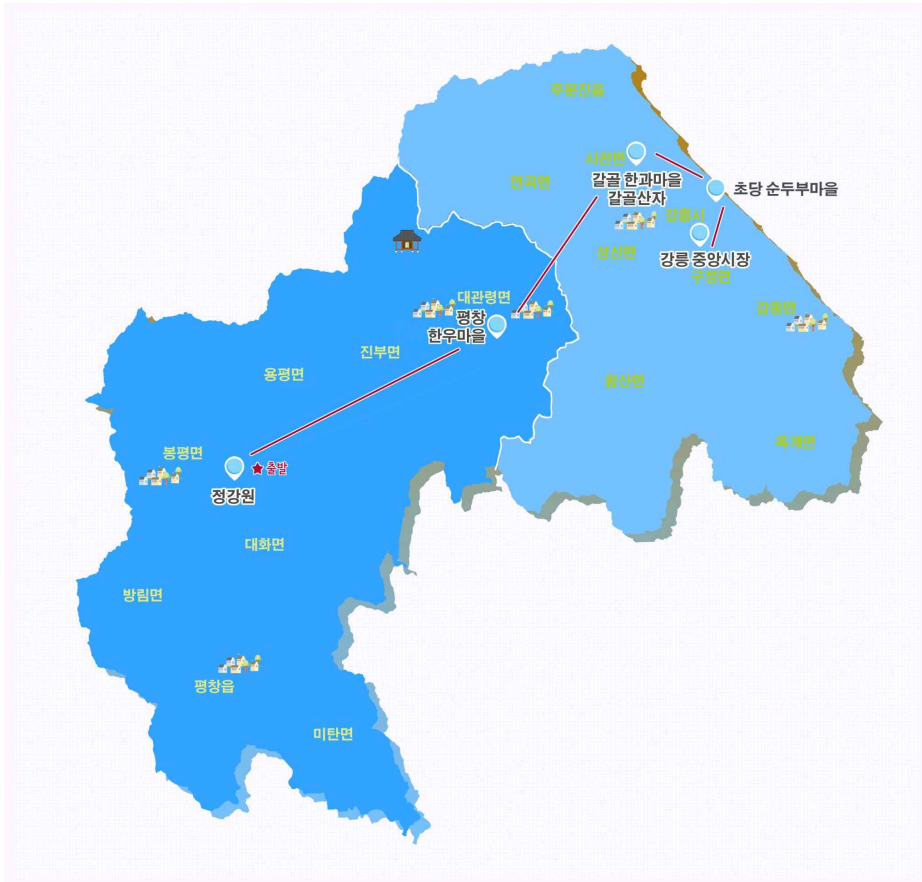 주문진읍
사천면
연곡면
갈골 한과마을
갈골산자
초당 순두부마을
강릉시
성산면
강릉 중앙시장
구정면
대관령면
강동면
평창
한우마을
진부면
용평면
왕산면
봉평면
옥계면
★출발
정강원
대화면
방림면
평창읍
미탄면